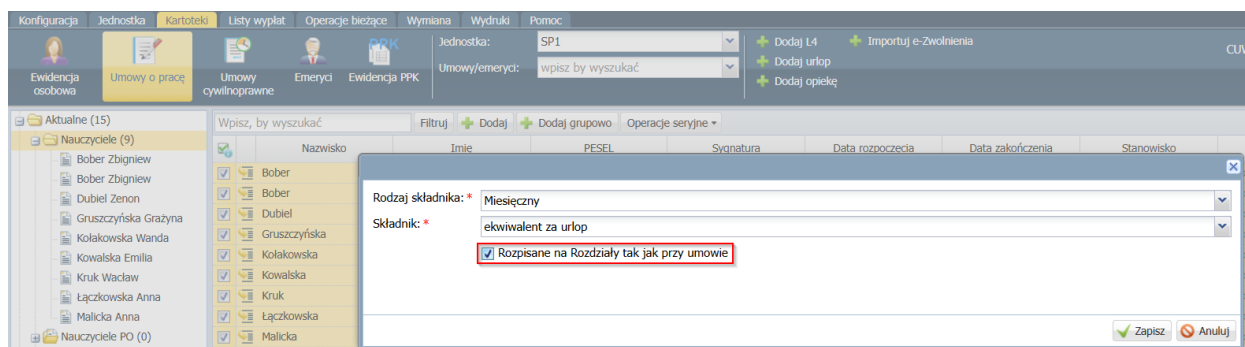 Konfiguracja Jednostka Kartoteki Listy wypłat Operacje bieżące Wymiana Wydruki Pomoc
Ewidencja osobowa
Umowy o pracę
Umowy cywilnoprawne
Emeryci
PPK
Ewidencja PPK
Jednostka: SP1
Umowy/emeryci: wpisz by wyszukać
Dodaj L4 Importuj e-Zwolnienia
Dodaj urlop
Dodaj opiekę
CUW
Aktualne (15)
Nauczyciele (9)
Bober Zbigniew
Bober Zbigniew
Dubiel Zenon
Gruszczyńska Grażyna
Kołakowska Wanda
Kowalska Emilia
Kruk Wacław
Łączkowska Anna
Malicka Anna
Nauczyciele PO (0)
Wpisz, by wyszukać Filtruj Dodaj Dodaj grupowo Operacje seryjne
Nazwisko Imię PESEL Sygnatura Data rozpoczęcia Data zakończenia Stanowisko
Bober
Bober
Dubiel
Gruszczyńska
Kołakowska
Kowalska
Kruk
Łączkowska
Malicka
Rodzaj składnika: * Miesięczny
Składnik: * ekwiwalent za urlop
Rozpisane na Rozdziały tak jak przy umowie
Zapisz Anuluj